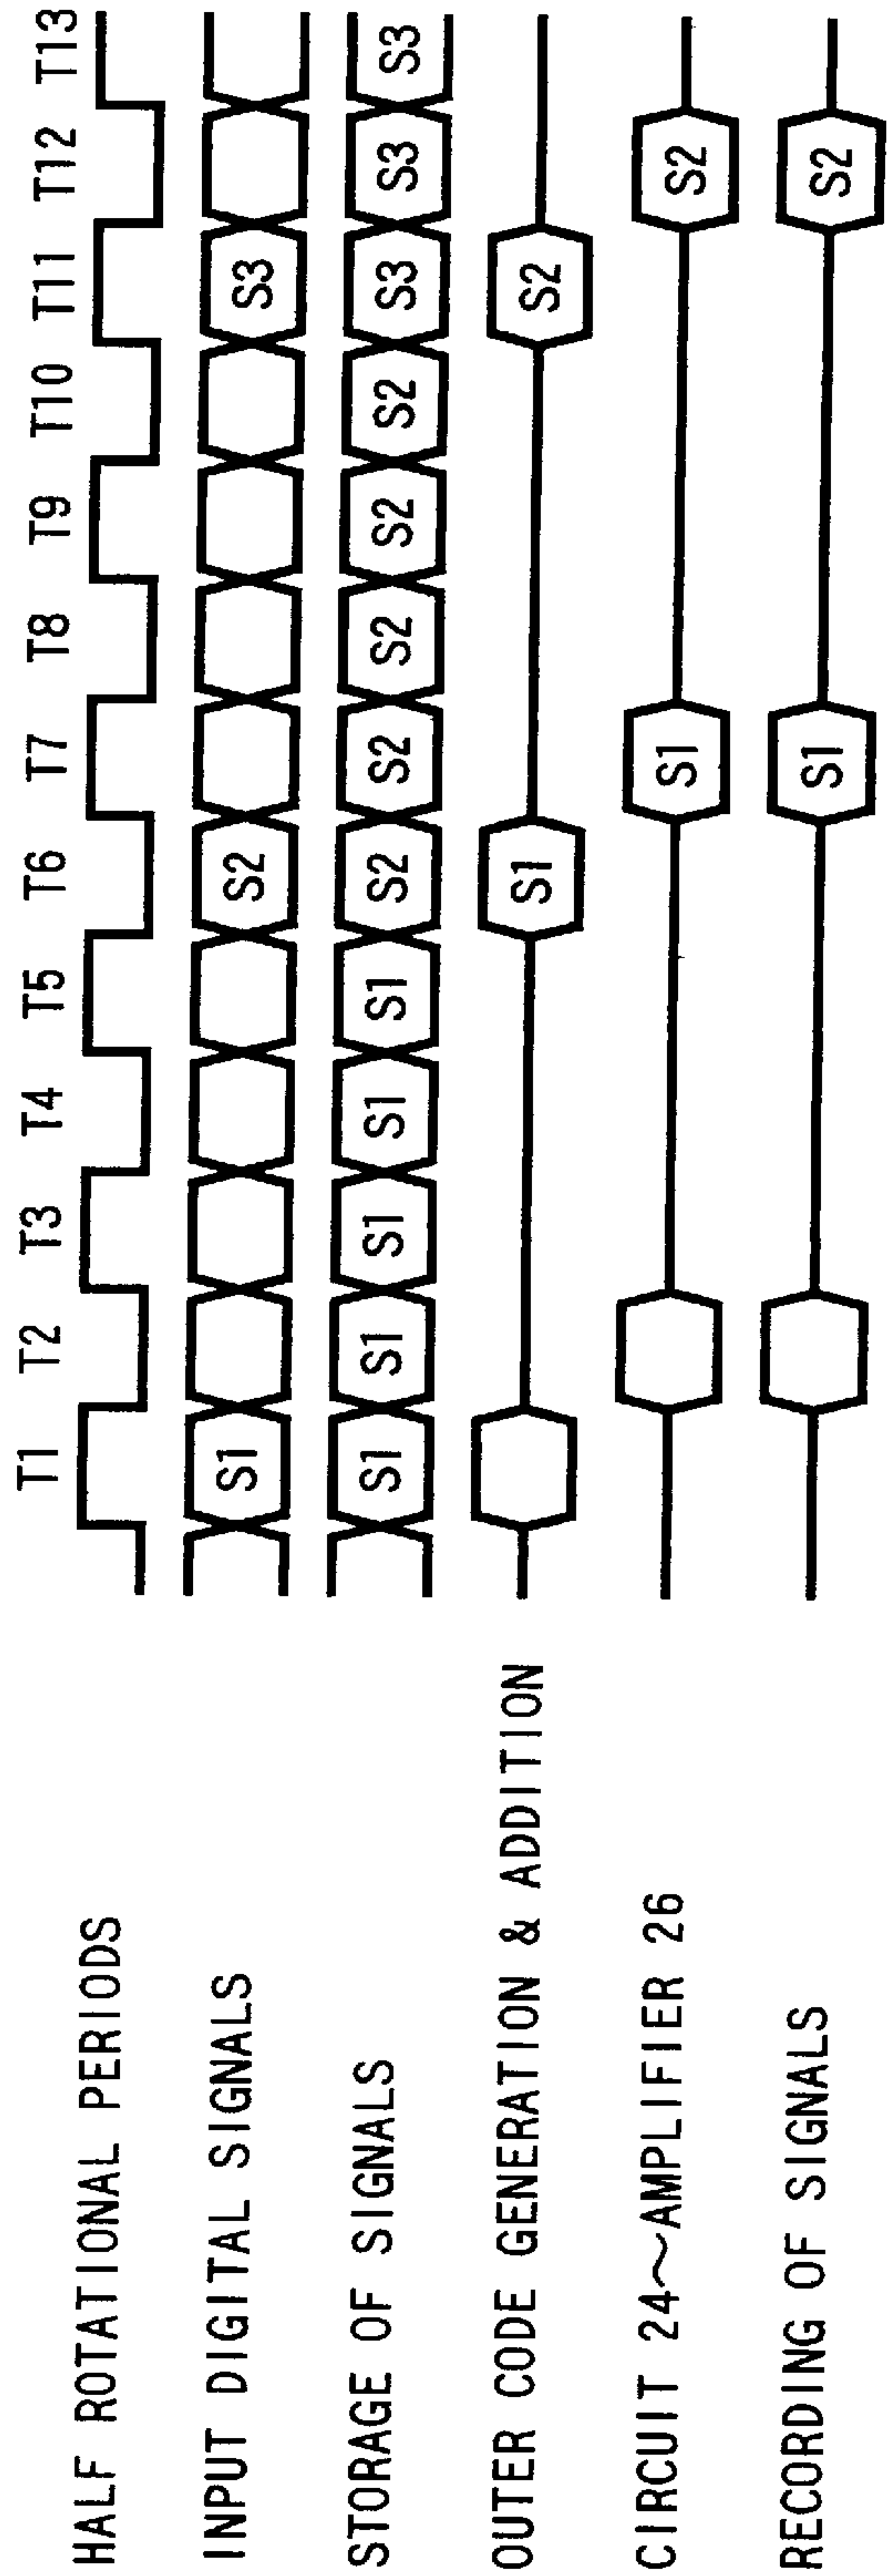 T1 T2 T3 T4 T5 T6 T7 T8 T9 T10 T11 T12 T13
HALF ROTATIONAL PERIODS
INPUT DIGITAL SIGNALS S1 S2 S3
STORAGE OF SIGNALS S1 S1 S1 S1 S1 S2 S2 S2 S2 S2 S3 S3 S3
OUTER CODE GENERATION & ADDITION S1 S2
CIRCUIT 24~AMPLIFIER 26 S1 S2
RECORDING OF SIGNALS S1 S2